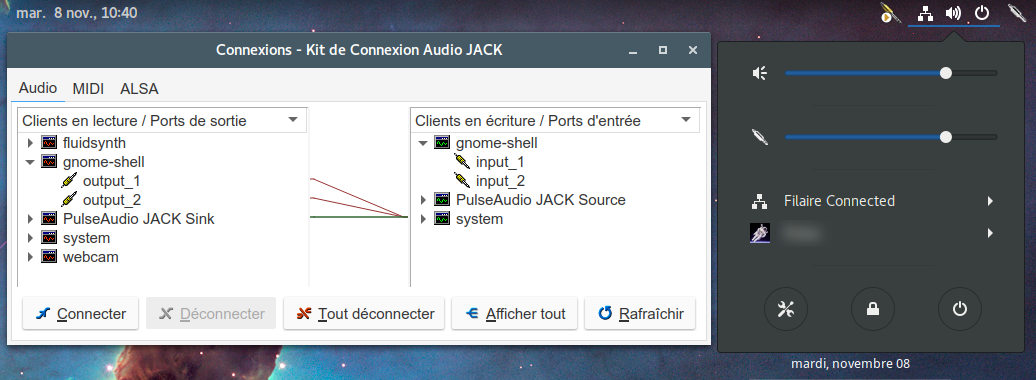 mar. 8 nov., 10:40
Connexions - Kit de Connexion Audio JACK
Audio MIDI ALSA
Clients en lecture / Ports de sortie
fluidsynth
gnome-shell
output_1
output_2
PulseAudio JACK Sink
system
webcam
Clients en écriture / Ports d'entrée
gnome-shell
input_1
input_2
PulseAudio JACK Source
system
Connecter Déconnecter Tout déconnecter Afficher tout Rafraîchir
Filaire Connected
mardi, novembre 08